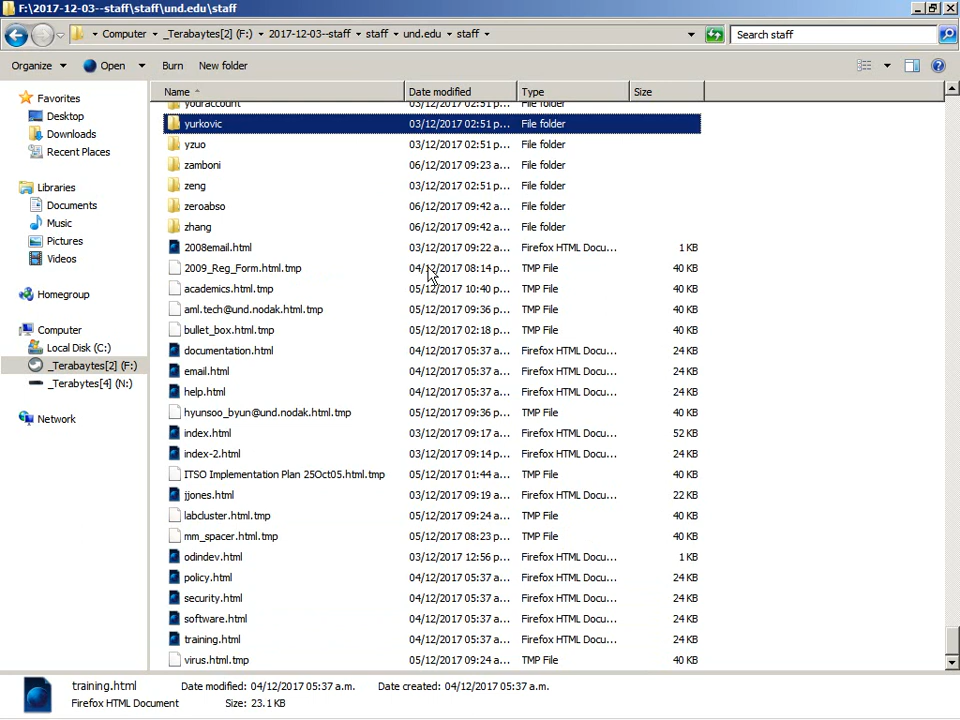 F:\2017-12-03--staff\staff\und.edu\staff
Computer _Terabaytes[2] (F:) 2017-12-03--staff staff und.edu staff Search staff
Organize Open Burn New folder
Name Date modified Type Size
Favorites
Desktop
Downloads
Recent Places
Libraries
Documents
Music
Pictures
Videos
Homegroup
Computer
Local Disk (C:)
_Terabaytes[2] (F:)
_Terabytes[4] (N:)
Network
youraccount 03/12/2017 02:51 p... File folder
yurkovic 03/12/2017 02:51 p... File folder
yzuo 03/12/2017 02:51 p... File folder
zamboni 06/12/2017 09:23 a... File folder
zeng 03/12/2017 02:51 p... File folder
zeroabso 06/12/2017 09:42 a... File folder
zhang 06/12/2017 09:42 a... File folder
2008email.html 03/12/2017 09:22 a... Firefox HTML Docu... 1 KB
2009_Reg_Form.html.tmp 04/12/2017 08:14 p... TMP File 40 KB
academics.html.tmp 05/12/2017 10:40 p... TMP File 40 KB
aml.tech@und.nodak.html.tmp 05/12/2017 09:36 p... TMP File 40 KB
bullet_box.html.tmp 05/12/2017 02:18 p... TMP File 40 KB
documentation.html 04/12/2017 05:37 a... Firefox HTML Docu... 24 KB
email.html 04/12/2017 05:37 a... Firefox HTML Docu... 24 KB
help.html 04/12/2017 05:37 a... Firefox HTML Docu... 24 KB
hyunsoo_byun@und.nodak.html.tmp 05/12/2017 09:36 p... TMP File 40 KB
index.html 03/12/2017 09:17 a... Firefox HTML Docu... 52 KB
index-2.html 03/12/2017 09:14 p... Firefox HTML Docu... 24 KB
ITSO Implementation Plan 25Oct05.html.tmp 05/12/2017 01:44 a... TMP File 40 KB
jjones.html 03/12/2017 09:19 a... Firefox HTML Docu... 22 KB
labcluster.html.tmp 05/12/2017 09:24 a... TMP File 40 KB
mm_spacer.html.tmp 05/12/2017 08:23 p... TMP File 40 KB
odindev.html 03/12/2017 12:56 p... Firefox HTML Docu... 1 KB
policy.html 04/12/2017 05:37 a... Firefox HTML Docu... 24 KB
security.html 04/12/2017 05:37 a... Firefox HTML Docu... 24 KB
software.html 04/12/2017 05:37 a... Firefox HTML Docu... 24 KB
training.html 04/12/2017 05:37 a... Firefox HTML Docu... 24 KB
virus.html.tmp 05/12/2017 09:24 a... TMP File 40 KB
training.html Date modified: 04/12/2017 05:37 a.m. Date created: 04/12/2017 05:37 a.m.
Firefox HTML Document Size: 23.1 KB